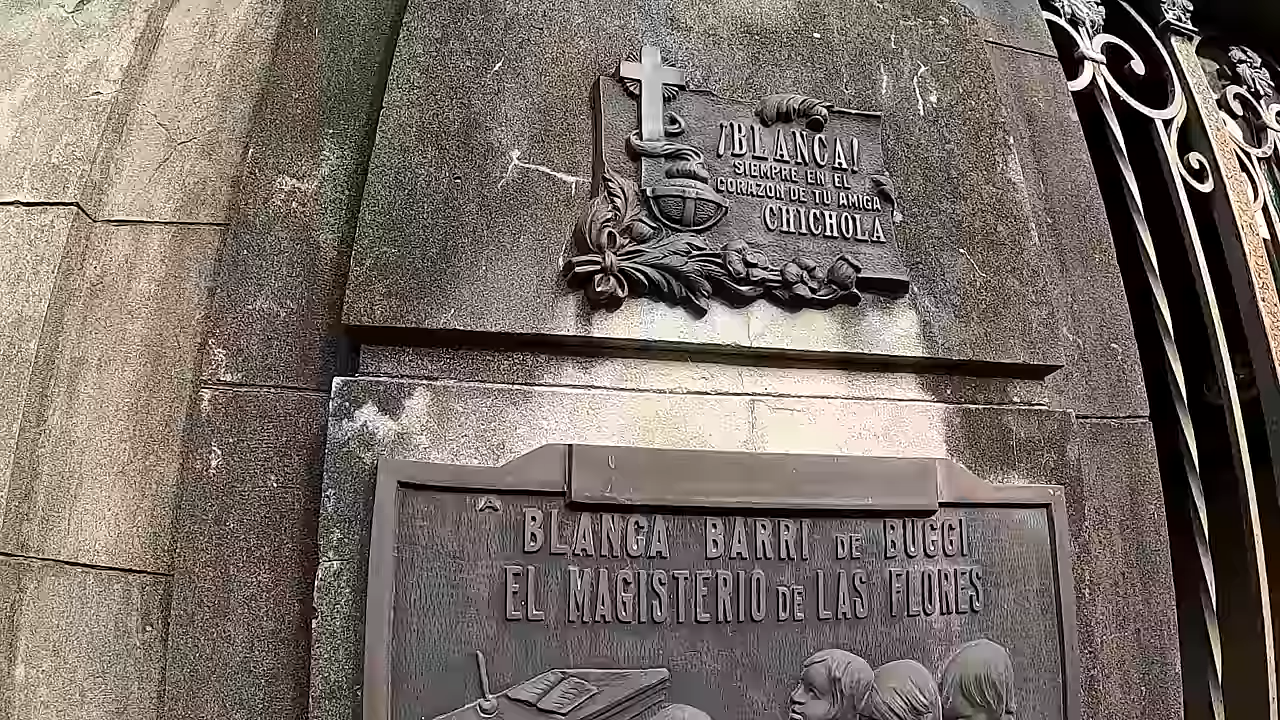 ¡BLANCA!
SIEMPRE EN EL
CORAZON DE TU AMIGA
CHICHOLA
A
BLANCA BARRI DE BUGGI
EL MAGISTERIO DE LAS FLORES